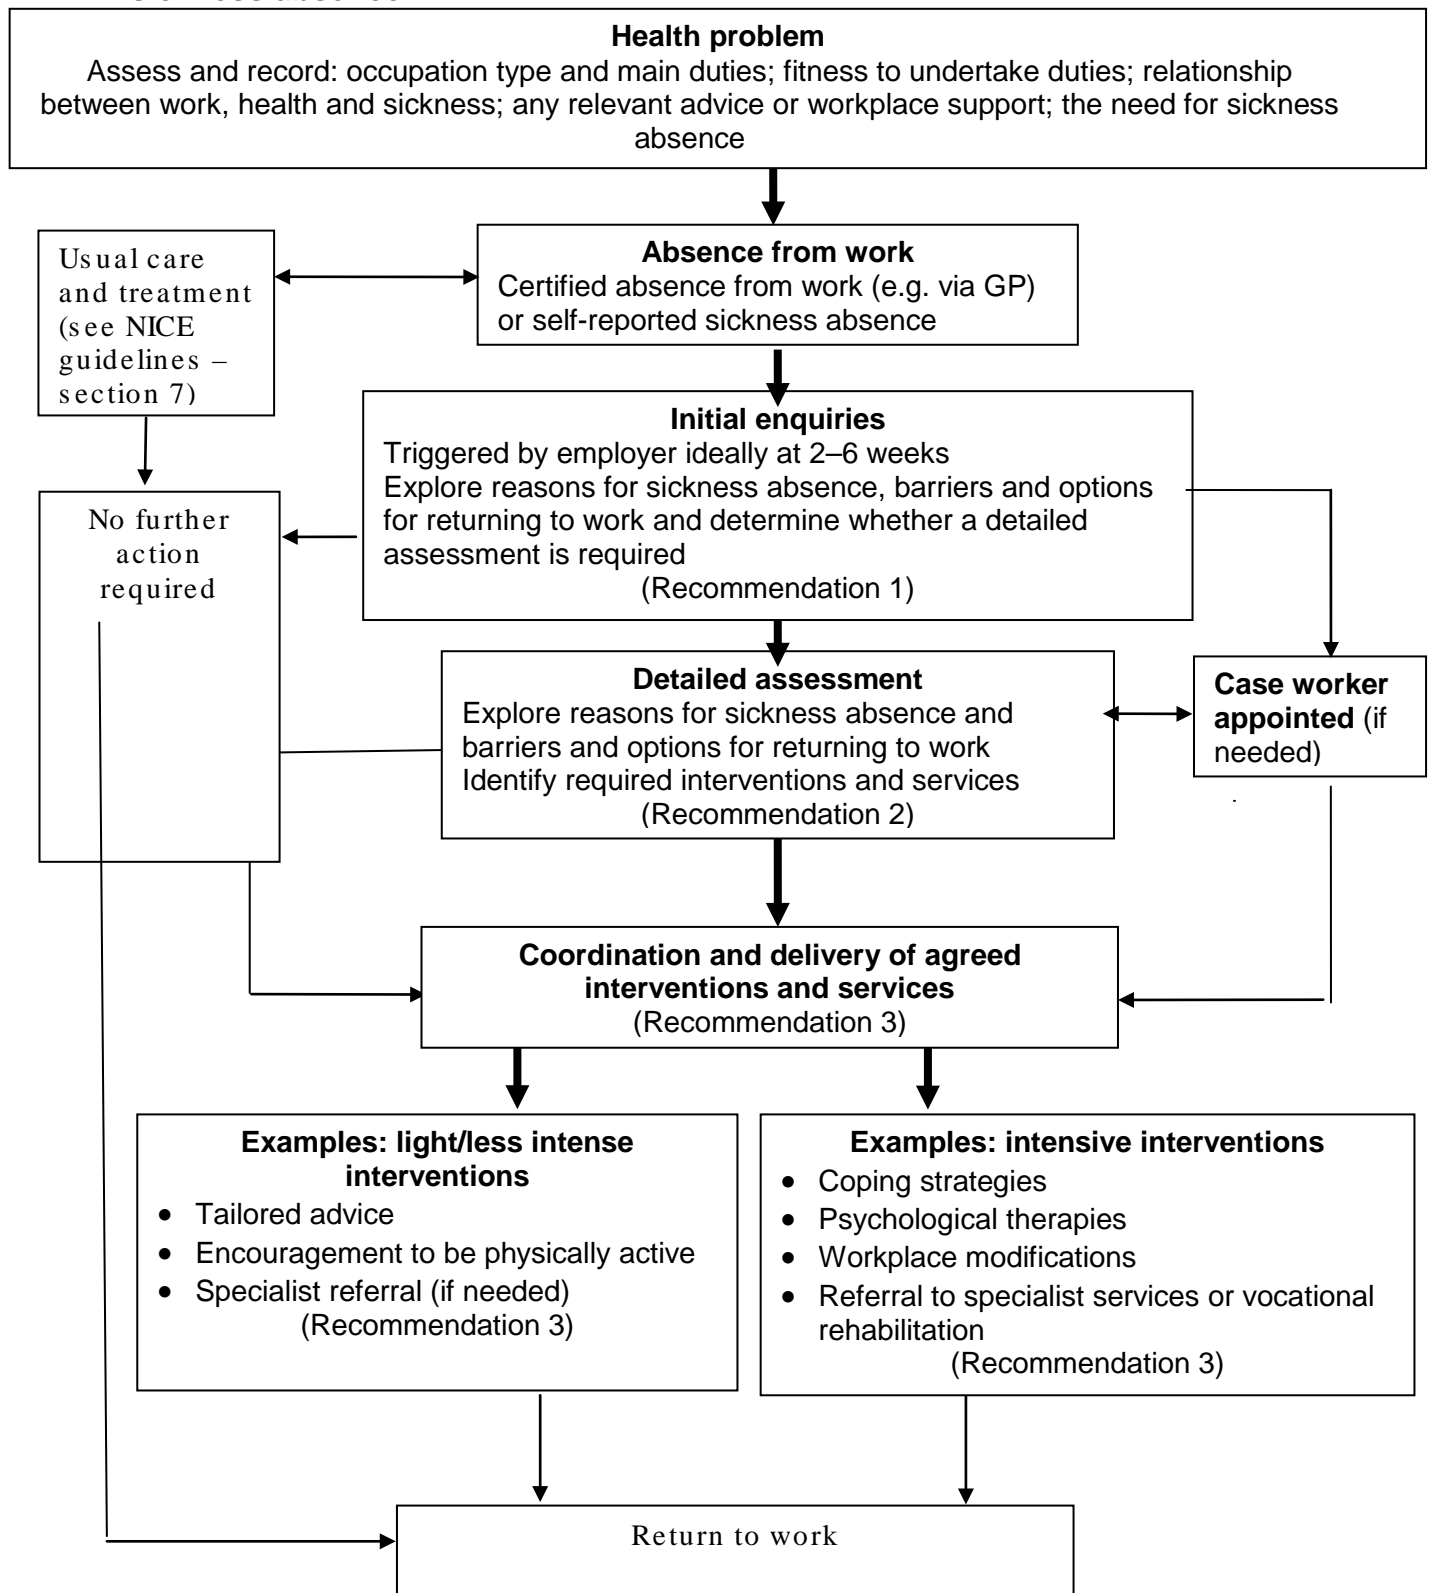 Health problem
Assess and record: occupation type and main duties; fitness to undertake duties; relationship
between work, health and sickness; any relevant advice or workplace support; the need for sickness
absence
Usual care
and treatment
(see NICE
guidelines –
section 7)
Absence from work
Certified absence from work (e.g. via GP)
or self-reported sickness absence
Initial enquiries
Triggered by employer ideally at 2–6 weeks
Explore reasons for sickness absence, barriers and options
for returning to work and determine whether a detailed
assessment is required
(Recommendation 1)
No further
action
required
Detailed assessment
Explore reasons for sickness absence and
barriers and options for returning to work
Identify required interventions and services
(Recommendation 2)
Case worker
appointed (if
needed)
Coordination and delivery of agreed
interventions and services
(Recommendation 3)
Examples: light/less intense
interventions
• Tailored advice
• Encouragement to be physically active
• Specialist referral (if needed)
(Recommendation 3)
Examples: intensive interventions
• Coping strategies
• Psychological therapies
• Workplace modifications
• Referral to specialist services or vocational
rehabilitation
(Recommendation 3)
Return to work